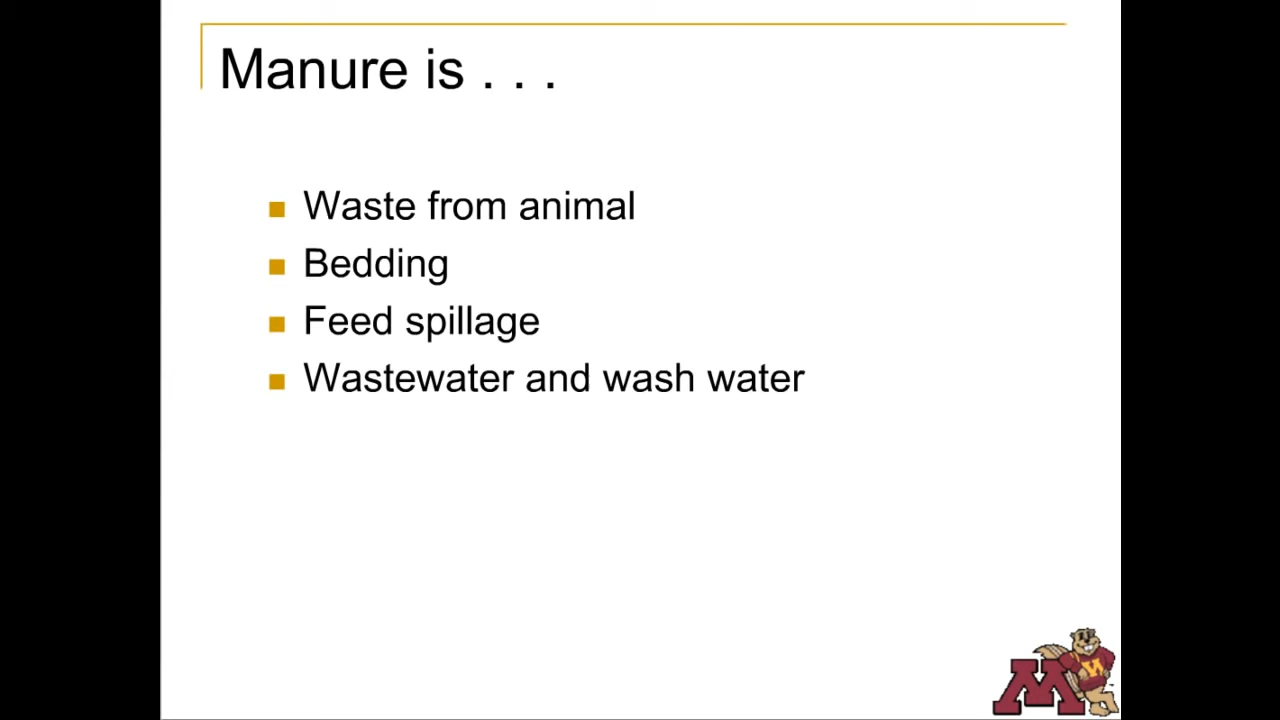 Manure is . . .
Waste from animal
Bedding
Feed spillage
Wastewater and wash water
M